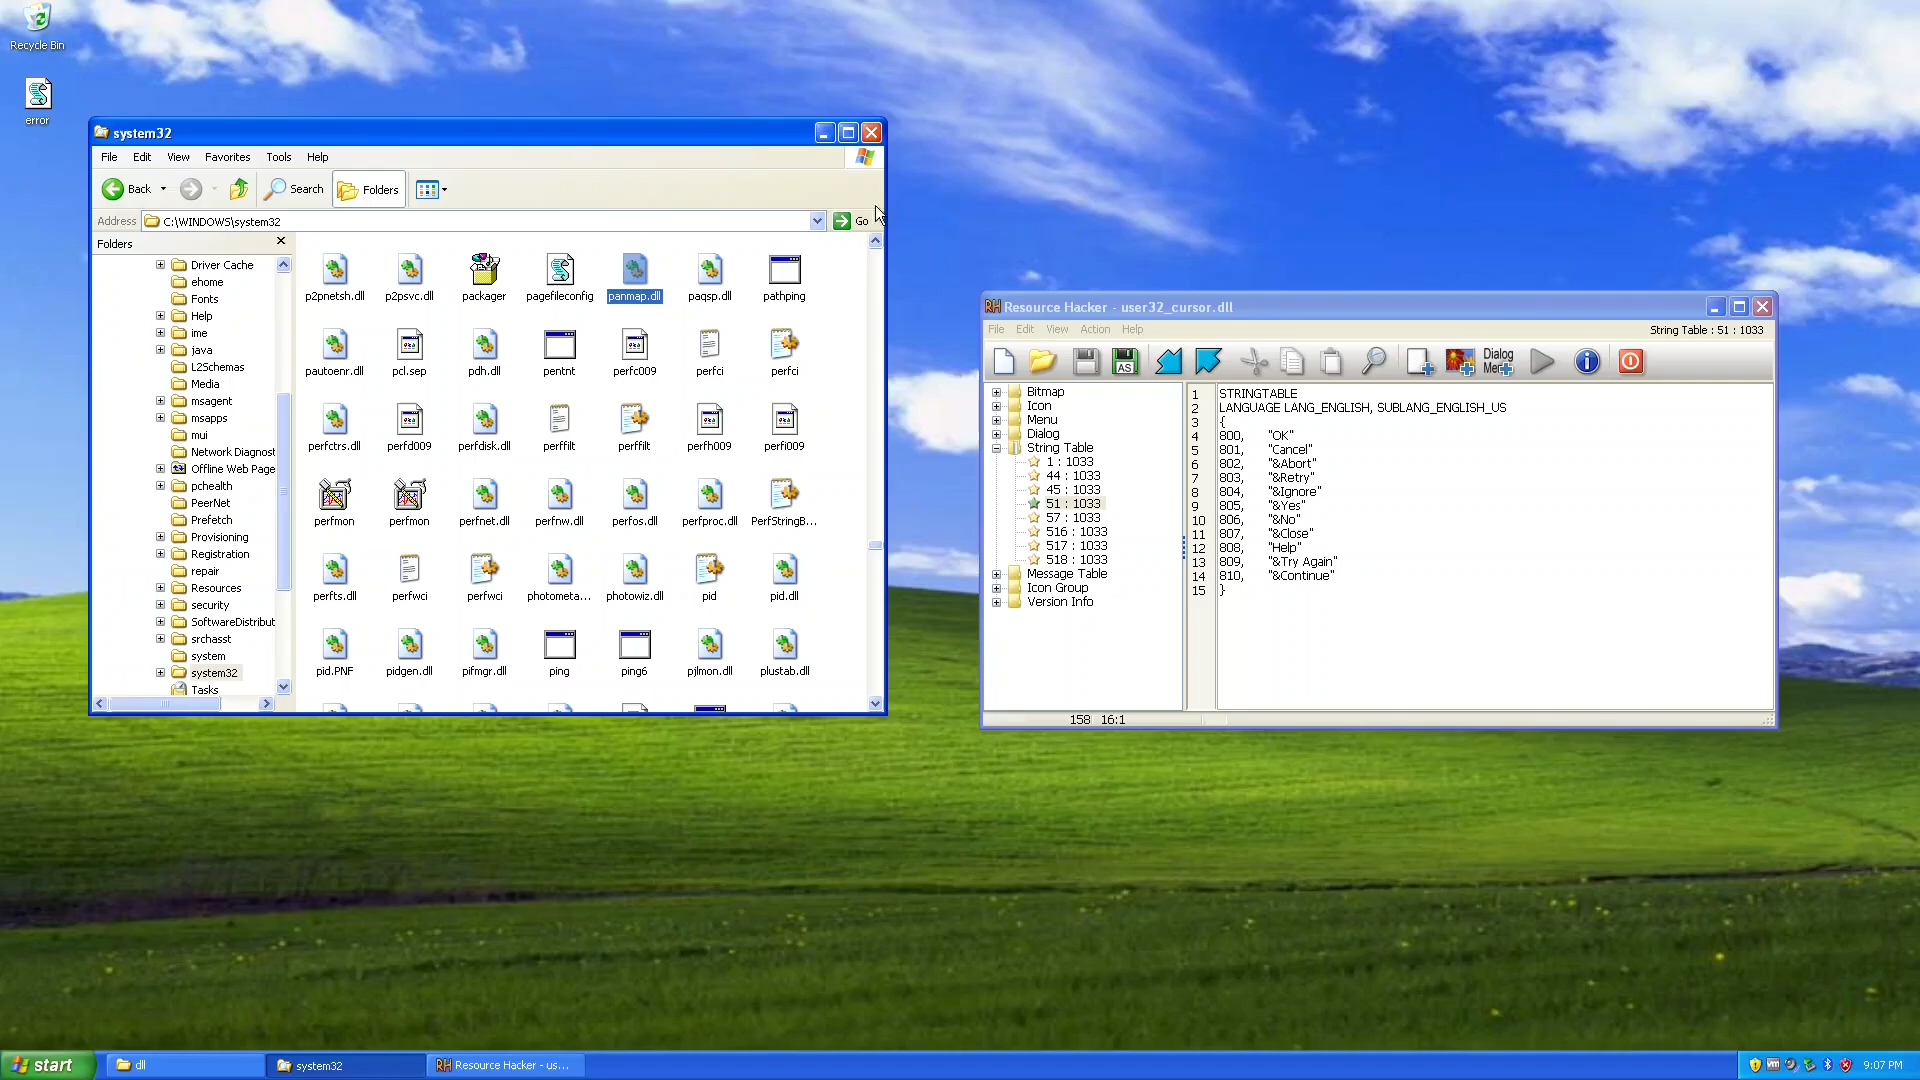 Recycle Bin
error
system32
File Edit View Favorites Tools Help
Back Search Folders
Address C:\WINDOWS\system32 Go
Folders
Driver Cache
ehome
Fonts
Help
ime
java
L2Schemas
Media
msagent
msapps
mui
Network Diagnost
Offline Web Page
pchealth
PeerNet
Prefetch
Provisioning
Registration
repair
Resources
security
SoftwareDistribut
srchasst
system
system32
Tasks
p2pnetsh.dll p2psvc.dll packager pagefileconfig panmap.dll paqsp.dll pathping
pautoenr.dll pcl.sep pdh.dll pentnt perfc009 perfci perfci
perfctrs.dll perfd009 perfdisk.dll perffilt perffilt perfh009 perfi009
perfmon perfmon perfnet.dll perfnw.dll perfos.dll perfproc.dll PerfStringB...
perfts.dll perfwci perfwci photometa... photowiz.dll pid pid.dll
pid.PNF pidgen.dll pifmgr.dll ping ping6 pjlmon.dll plustab.dll
RH Resource Hacker - user32_cursor.dll
File Edit View Action Help String Table : 51 : 1033
AS Dialog
Men
Bitmap
Icon
Menu
Dialog
String Table
1 : 1033
44 : 1033
45 : 1033
51 : 1033
57 : 1033
516 : 1033
517 : 1033
518 : 1033
Message Table
Icon Group
Version Info
1 STRINGTABLE
2 LANGUAGE LANG_ENGLISH, SUBLANG_ENGLISH_US
3 {
4 800, "OK"
5 801, "Cancel"
6 802, "&Abort"
7 803, "&Retry"
8 804, "&Ignore"
9 805, "&Yes"
10 806, "&No"
11 807, "&Close"
12 808, "Help"
13 809, "&Try Again"
14 810, "&Continue"
15 }
158 16:1
start dll system32 RH Resource Hacker - us... vm 9:07 PM